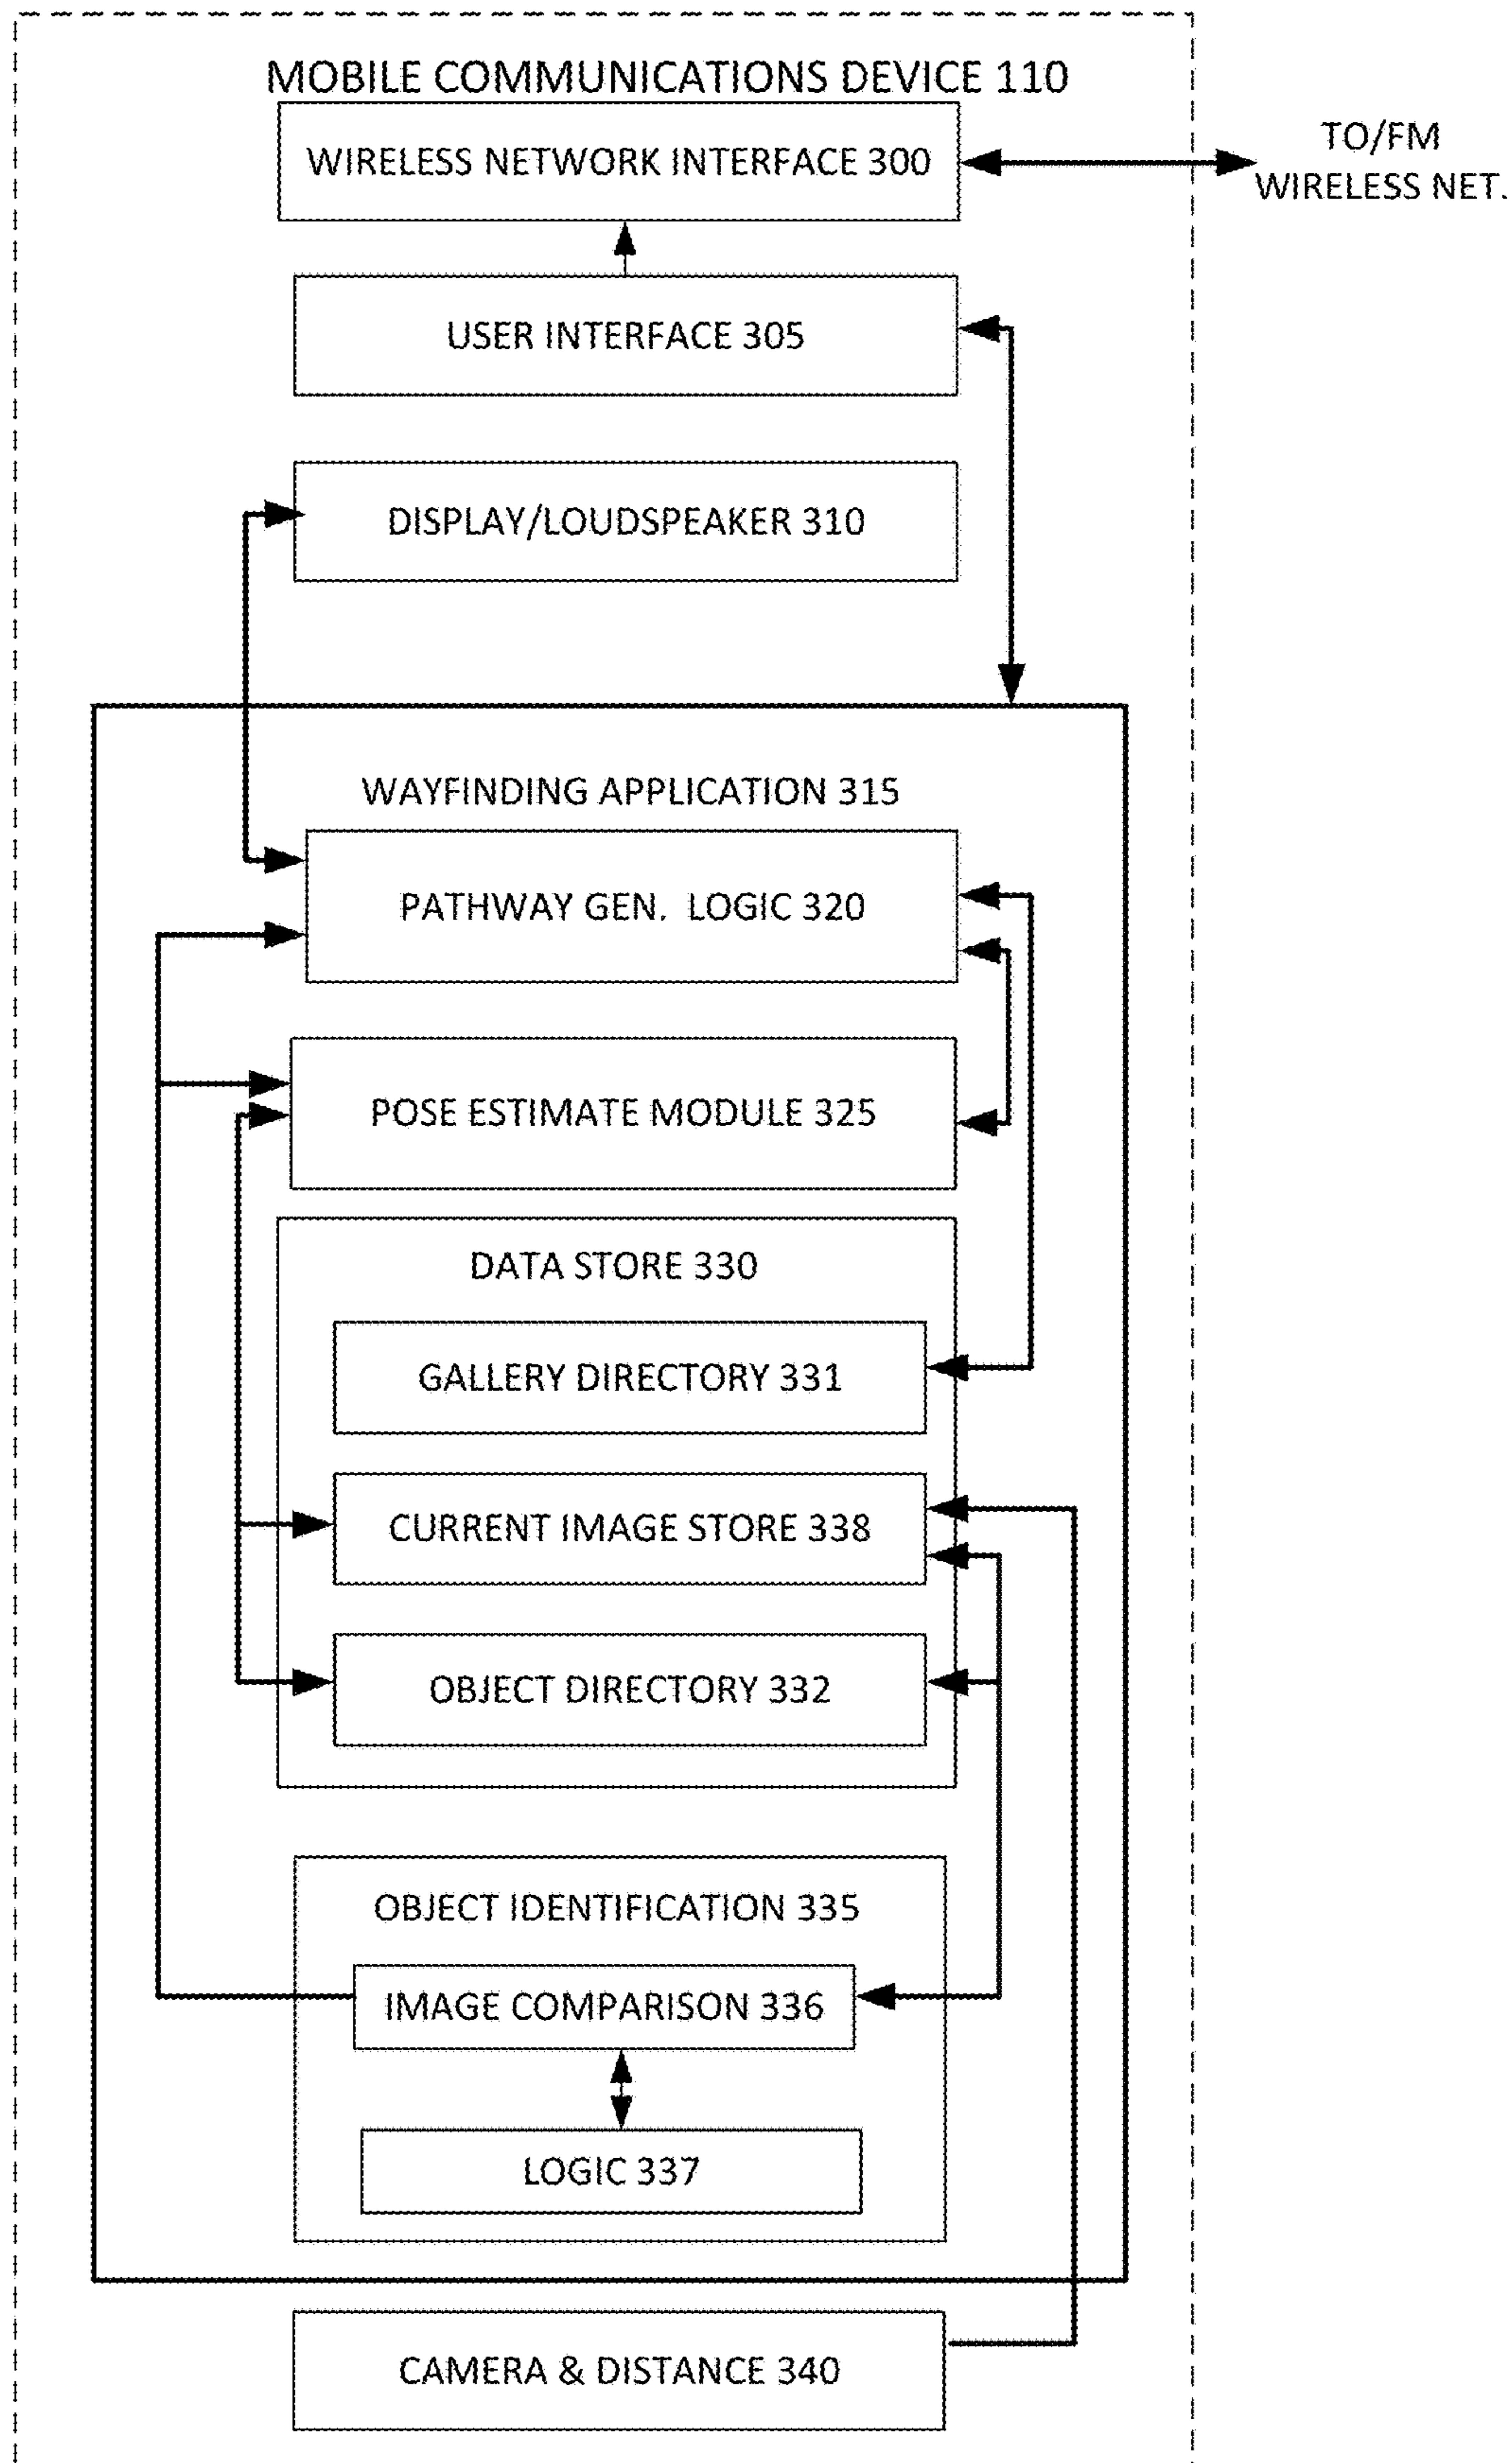 MOBILE COMMUNICATIONS DEVICE 110
WIRELESS NETWORK INTERFACE 300
TO/FM
WIRELESS NET.
USER INTERFACE 305
DISPLAY/LOUDSPEAKER 310
WAYFINDING APPLICATION 315
PATHWAY GEN. LOGIC 320
POSE ESTIMATE MODULE 325
DATA STORE 330
GALLERY DIRECTORY 331
CURRENT IMAGE STORE 338
OBJECT DIRECTORY 332
OBJECT IDENTIFICATION 335
IMAGE COMPARISON 336
LOGIC 337
CAMERA & DISTANCE 340